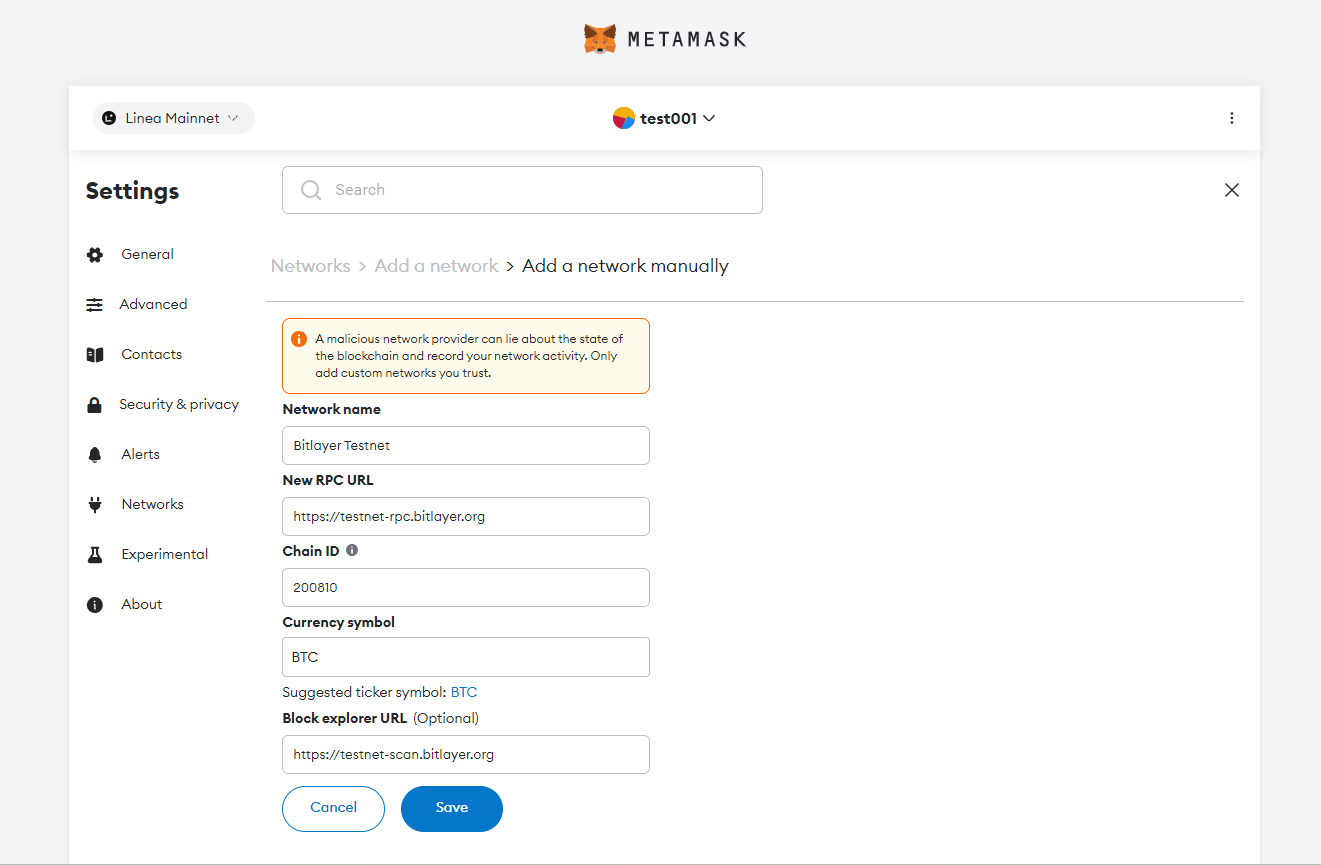 METAMASK
Linea Mainnet
test001
Settings
Search
General
Advanced
Contacts
Security & privacy
Alerts
Networks
Experimental
About
Networks > Add a network > Add a network manually
A malicious network provider can lie about the state of
the blockchain and record your network activity. Only
add custom networks you trust.
Network name
Bitlayer Testnet
New RPC URL
https://testnet-rpc.bitlayer.org
Chain ID
200810
Currency symbol
BTC
Suggested ticker symbol: BTC
Block explorer URL (Optional)
https://testnet-scan.bitlayer.org
Cancel
Save